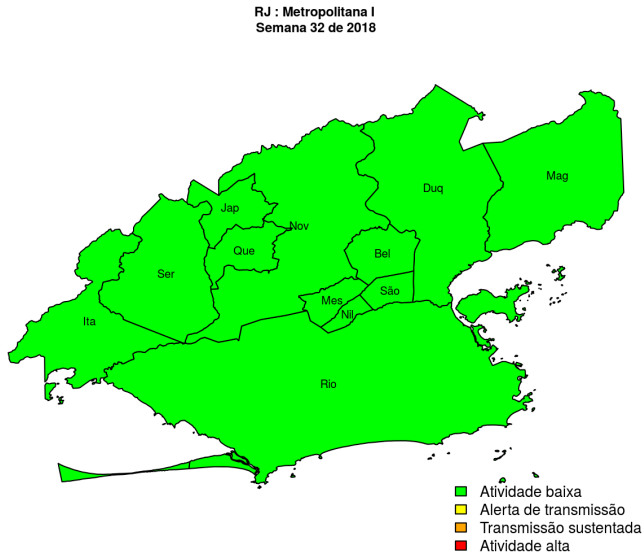 RJ : Metropolitana I
Semana 32 de 2018
Mag
Duq
Jap
Nov
Que
Bel
Ser
São
Mes
Nil
Ita
Rio
Atividade baixa
Alerta de transmissão
Transmissão sustentada
Atividade alta